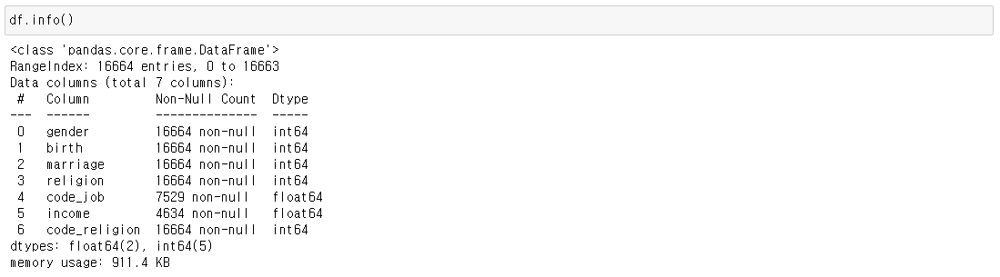 df.info()
<class 'pandas.core.frame.DataFrame'>
RangeIndex: 16664 entries, 0 to 16663
Data columns (total 7 columns):
 #   Column         Non-Null Count  Dtype
---  ------         --------------  -----
 0   gender         16664 non-null  int64
 1   birth          16664 non-null  int64
 2   marriage       16664 non-null  int64
 3   religion       16664 non-null  int64
 4   code_job       7529 non-null   float64
 5   income         4634 non-null   float64
 6   code_religion  16664 non-null  int64
dtypes: float64(2), int64(5)
memory usage: 911.4 KB